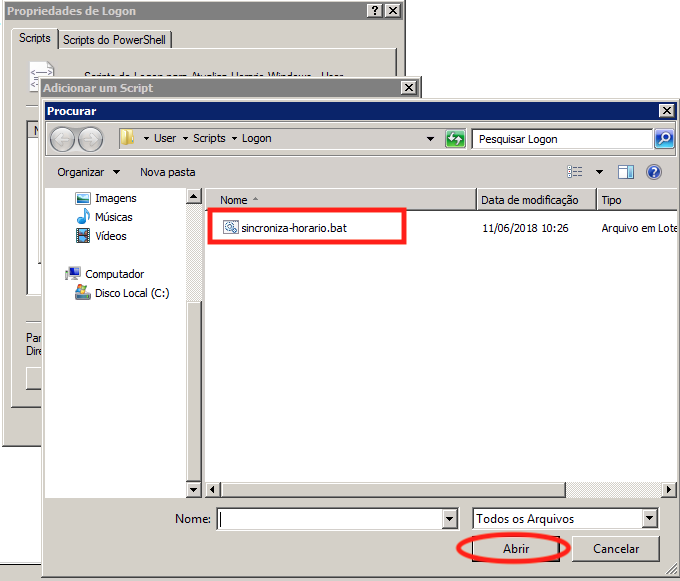 Propriedades de Logon
Scripts
Scripts do PowerShell
Scripts de Logon para Atualiza Horario Windows - User
Adicionar um Script
Procurar
User
Scripts
Logon
Pesquisar Logon
Organizar
Nova pasta
Nome
Data de modificação
Tipo
Imagens
Músicas
Vídeos
sincroniza-horario.bat
11/06/2018 10:26
Arquivo em Lote
Computador
Disco Local (C:)
Par
Dire
Nome:
Todos os Arquivos
Abrir
Cancelar